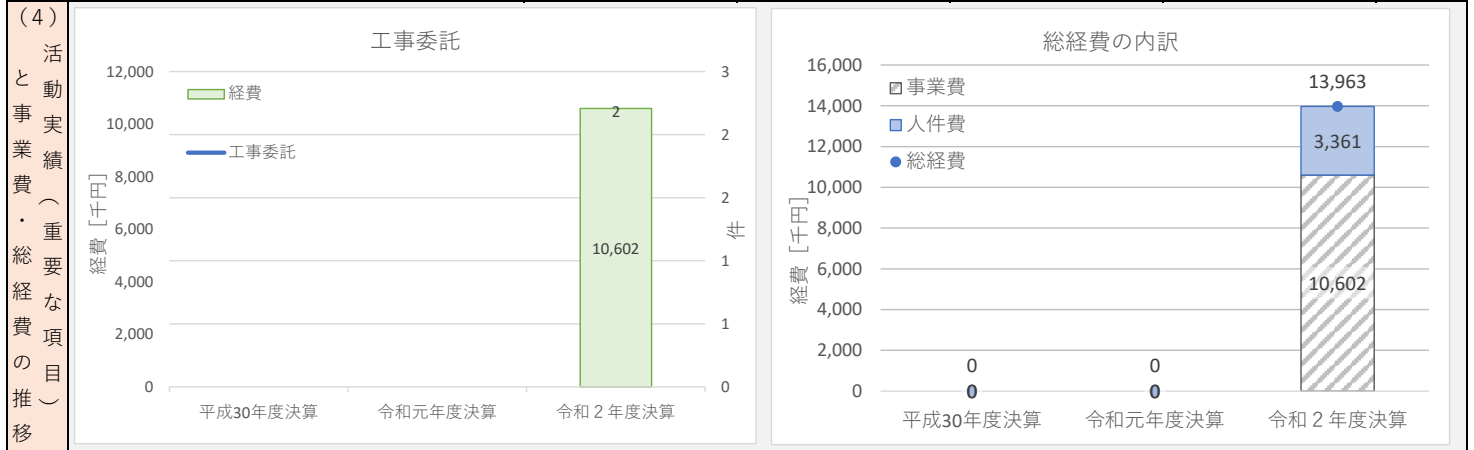 (4)
活動実績(重要な項目)
と事業費・総経費の推移
工事委託
12,000
10,000
8,000
6,000
4,000
2,000
0
経費 [千円]
経費
工事委託
2
10,602
3
2
2
1
1
0
件
平成30年度決算 令和元年度決算 令和2年度決算
総経費の内訳
16,000
14,000
12,000
10,000
8,000
6,000
4,000
2,000
0
経費 [千円]
事業費
人件費
総経費
13,963
3,361
10,602
0 0
0 0
平成30年度決算 令和元年度決算 令和2年度決算